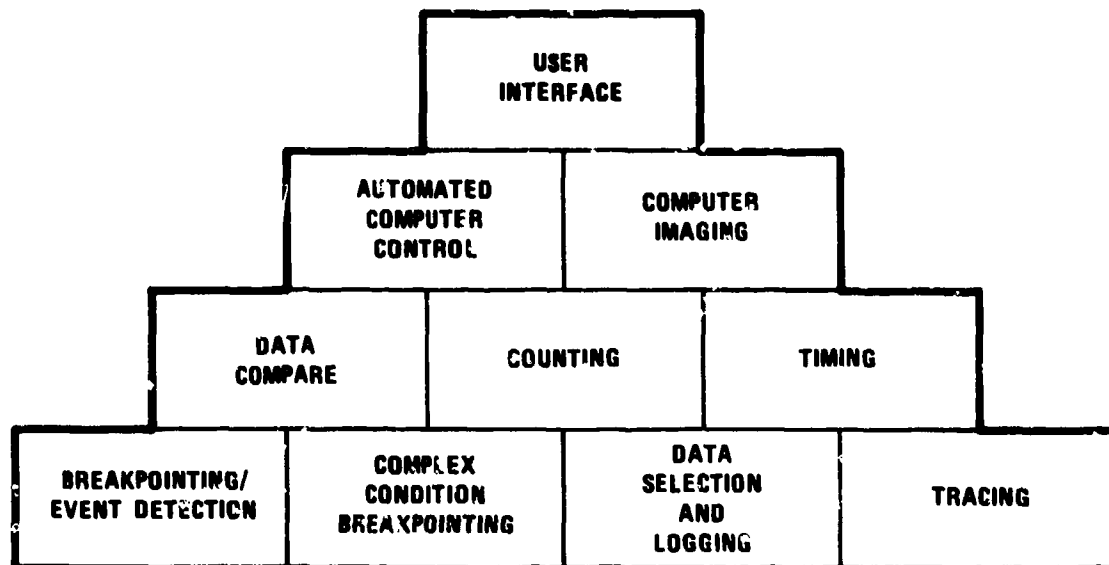 USER
INTERFACE
AUTOMATED
COMPUTER
CONTROL
COMPUTER
IMAGING
DATA
COMPARE
COUNTING
TIMING
BREAKPOINTING/
EVENT DETECTION
COMPLEX
CONDITION
BREAKPOINTING
DATA
SELECTION
AND
LOGGING
TRACING